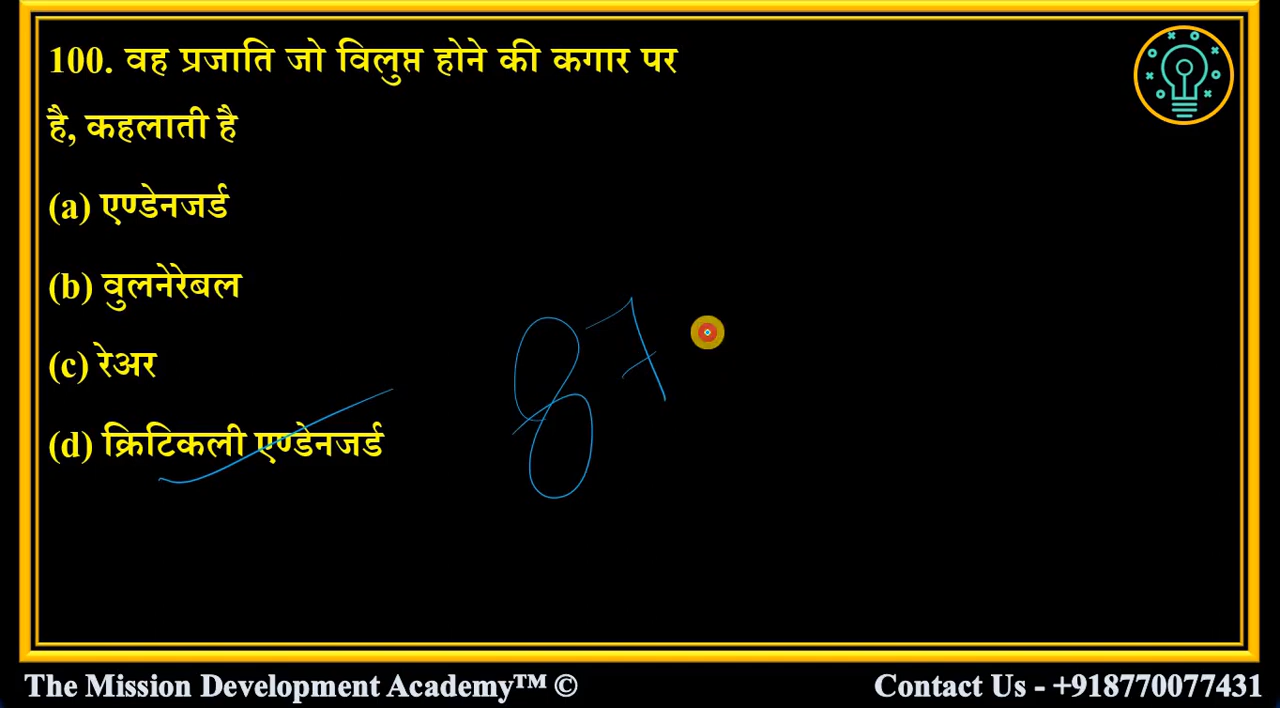 100. वह प्रजाति जो विलुप्त होने की कगार पर
है, कहलाती है
(a) एण्डेनजर्ड
(b) वुलनेरेबल
(c) रेअर
(d) क्रिटिकली एण्डेनजर्ड
87
The Mission Development Academy™ ©
Contact Us - +918770077431